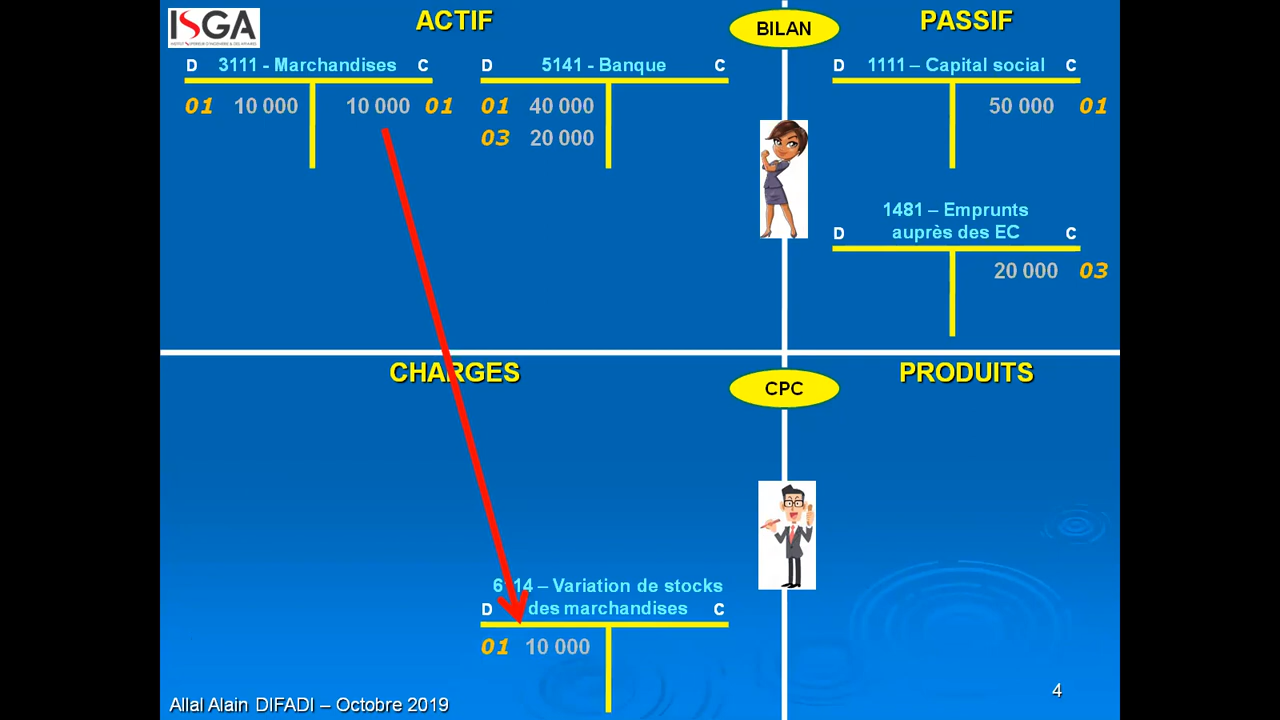 ISGA
ACTIF
BILAN
PASSIF
D 3111 - Marchandises C
D 5141 - Banque C
D 1111 – Capital social C
01 10 000 10 000 01
01 40 000
50 000 01
03 20 000
1481 – Emprunts
D auprès des EC C
20 000 03
CHARGES
CPC
PRODUITS
– Variation de stocks
D des marchandises C
01 10 000
Allal Alain DIFADI – Octobre 2019
4